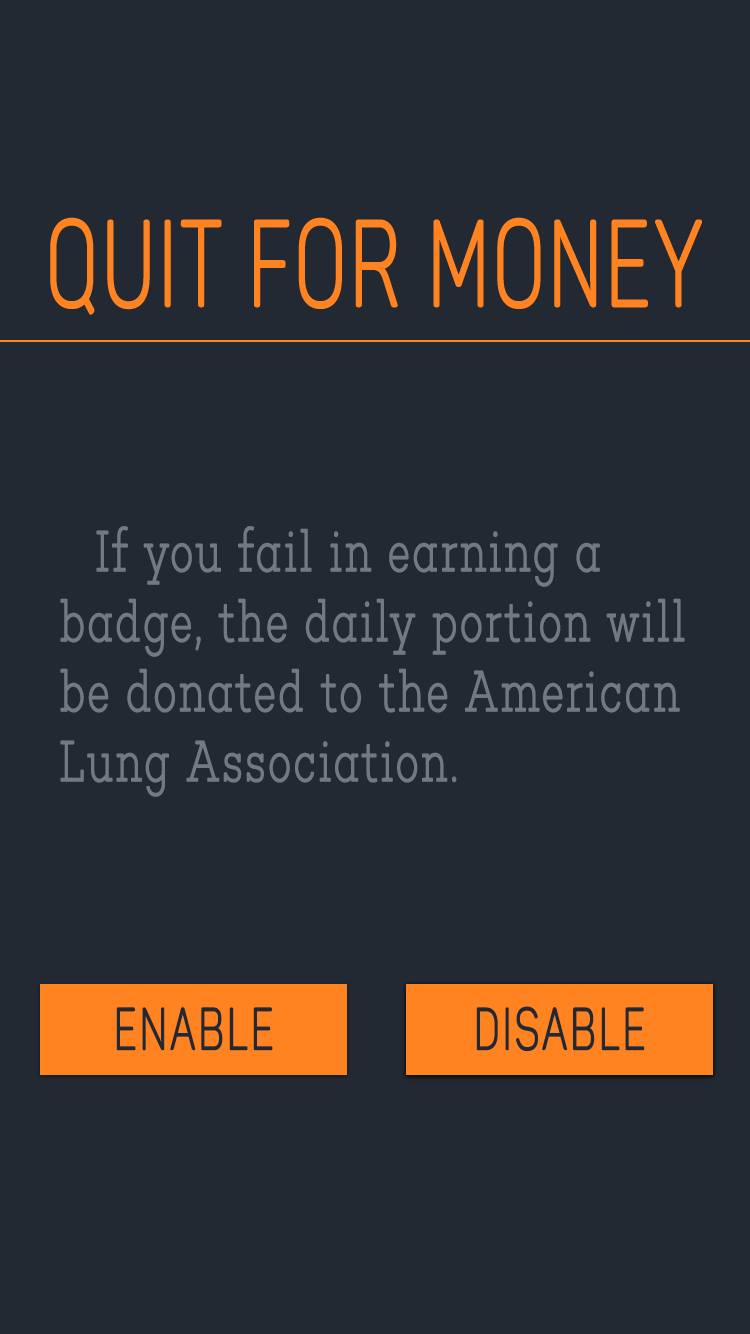 QUIT FOR MONEY
If you fail in earning a
badge, the daily portion will
be donated to the American
Lung Association.
ENABLE
DISABLE